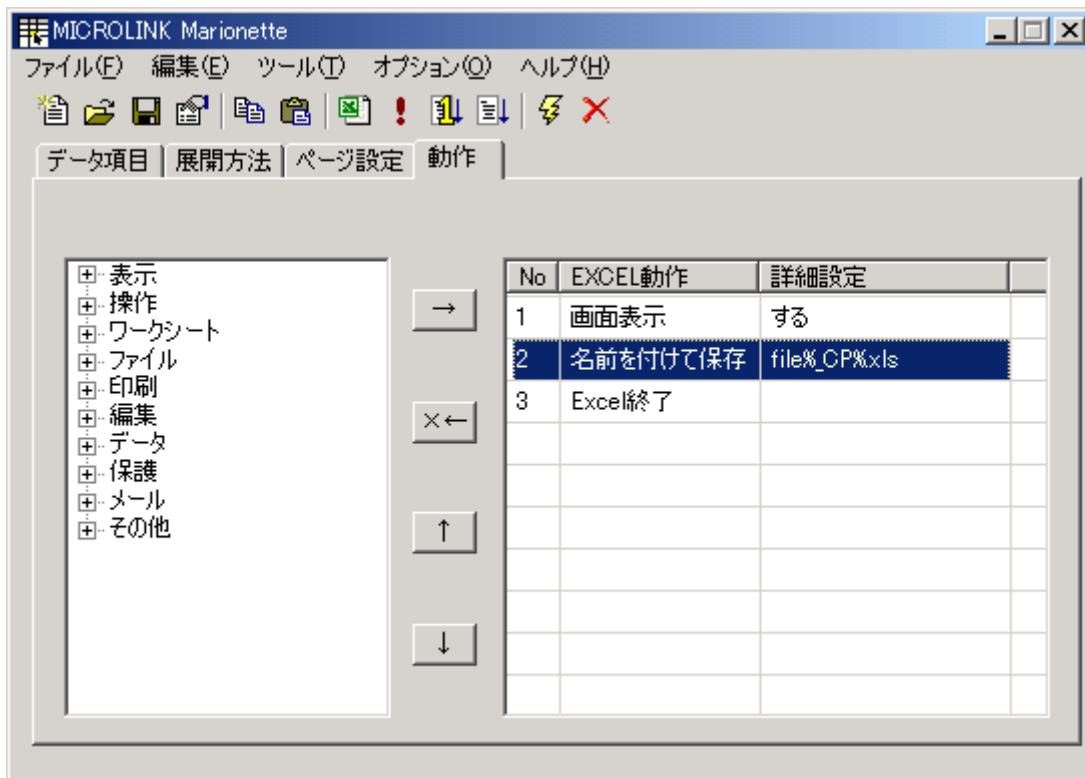 MICROLINK Marionette
ファイル(F) 編集(E) ツール(T) オプション(O) ヘルプ(H)
データ項目 展開方法 ページ設定 動作
表示
操作
ワークシート
ファイル
印刷
編集
データ
保護
メール
その他
→
×←
↑
↓
No EXCEL動作 詳細設定
1 画面表示 する
2 名前を付けて保存 file%_CP%xls
3 Excel終了